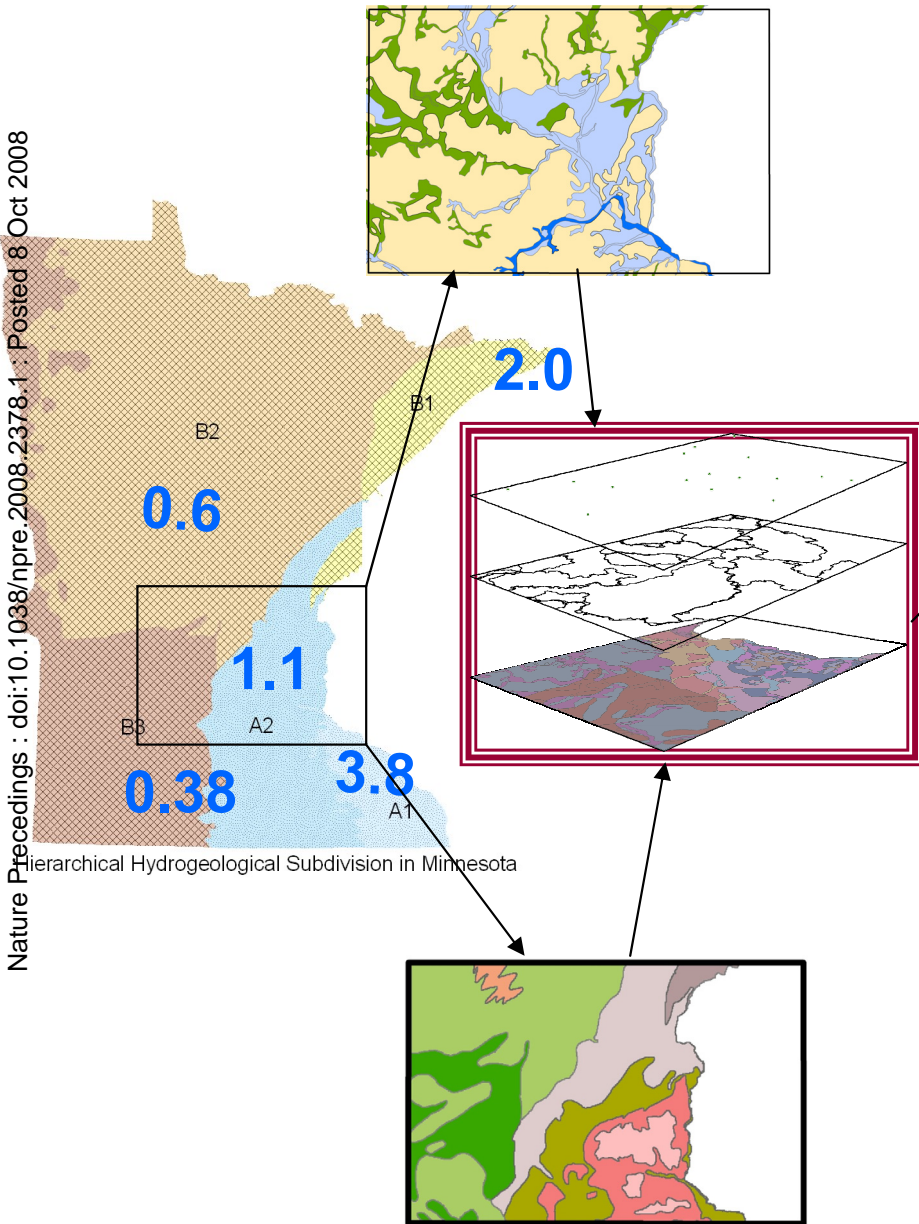 Nature Precedings : doi:10.1038/npre.2008.2378.1 : Posted 8 Oct 2008
2.0
B1
B2
0.6
1.1
B3
A2
0.38
3.8
A1
Hierarchical Hydrogeological Subdivision in Minnesota